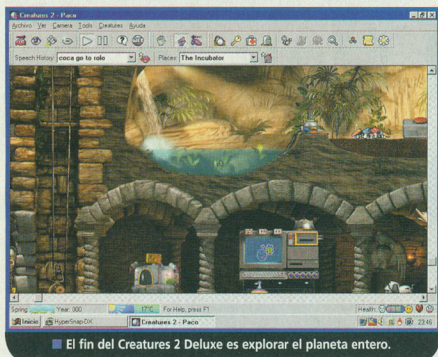 Creatures 2 - Paco
Archivo Ver Camera Tools Creatures Ayuda
Speech History: coca go to rolo Places: The Incubator
Spring Year: 000 17°C For Help, press F1 Health:
Inicio HyperSnap-DX Creatures 2 - Paco 23:46
El fin del Creatures 2 Deluxe es explorar el planeta entero.